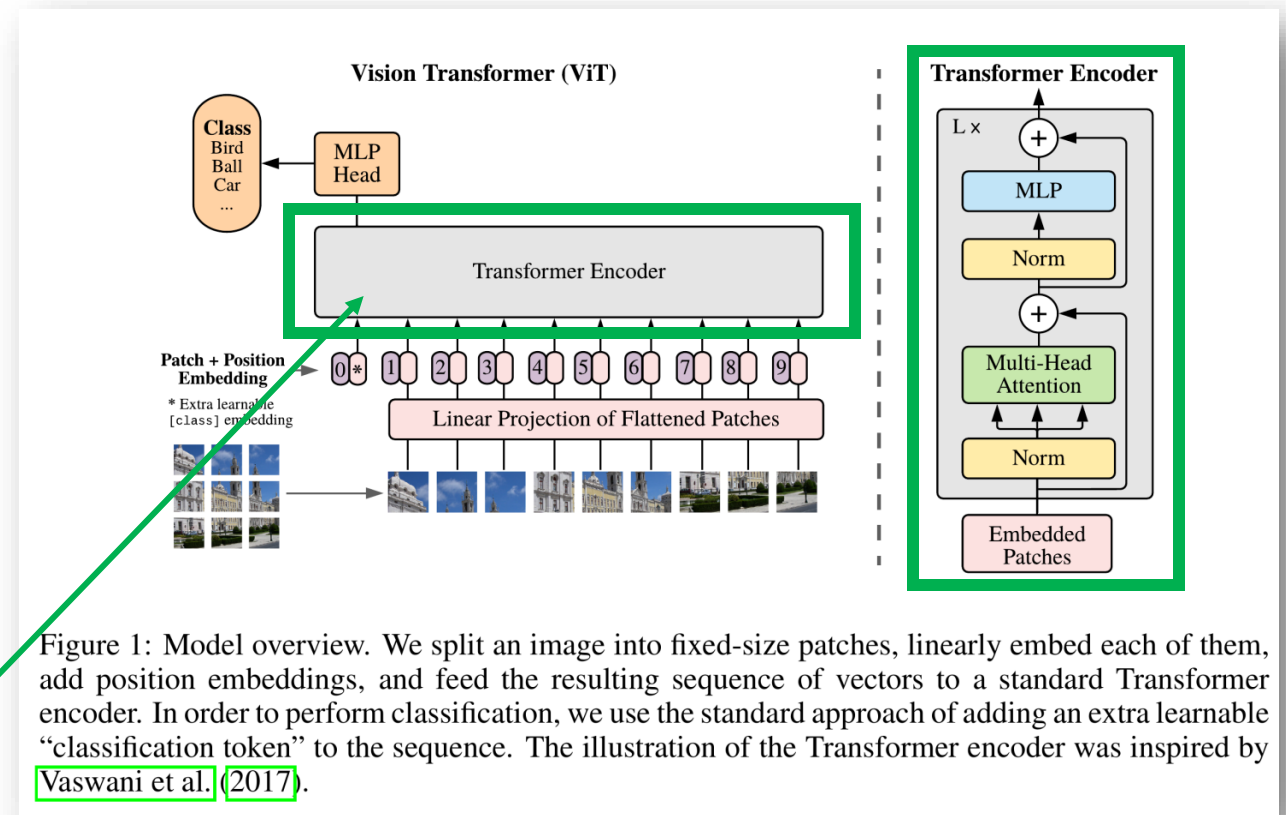 Vision Transformer (ViT)
Class
Bird
Ball
Car
...
MLP
Head
Transformer Encoder
Patch + Position
Embedding
* Extra learnable
[class] embedding
0 * 1 2 3 4 5 6 7 8 9
Linear Projection of Flattened Patches
Transformer Encoder
L x
+
MLP
Norm
+
Multi-Head
Attention
Norm
Embedded
Patches
Figure 1: Model overview. We split an image into fixed-size patches, linearly embed each of them,
add position embeddings, and feed the resulting sequence of vectors to a standard Transformer
encoder. In order to perform classification, we use the standard approach of adding an extra learnable
“classification token” to the sequence. The illustration of the Transformer encoder was inspired by
Vaswani et al. (2017).